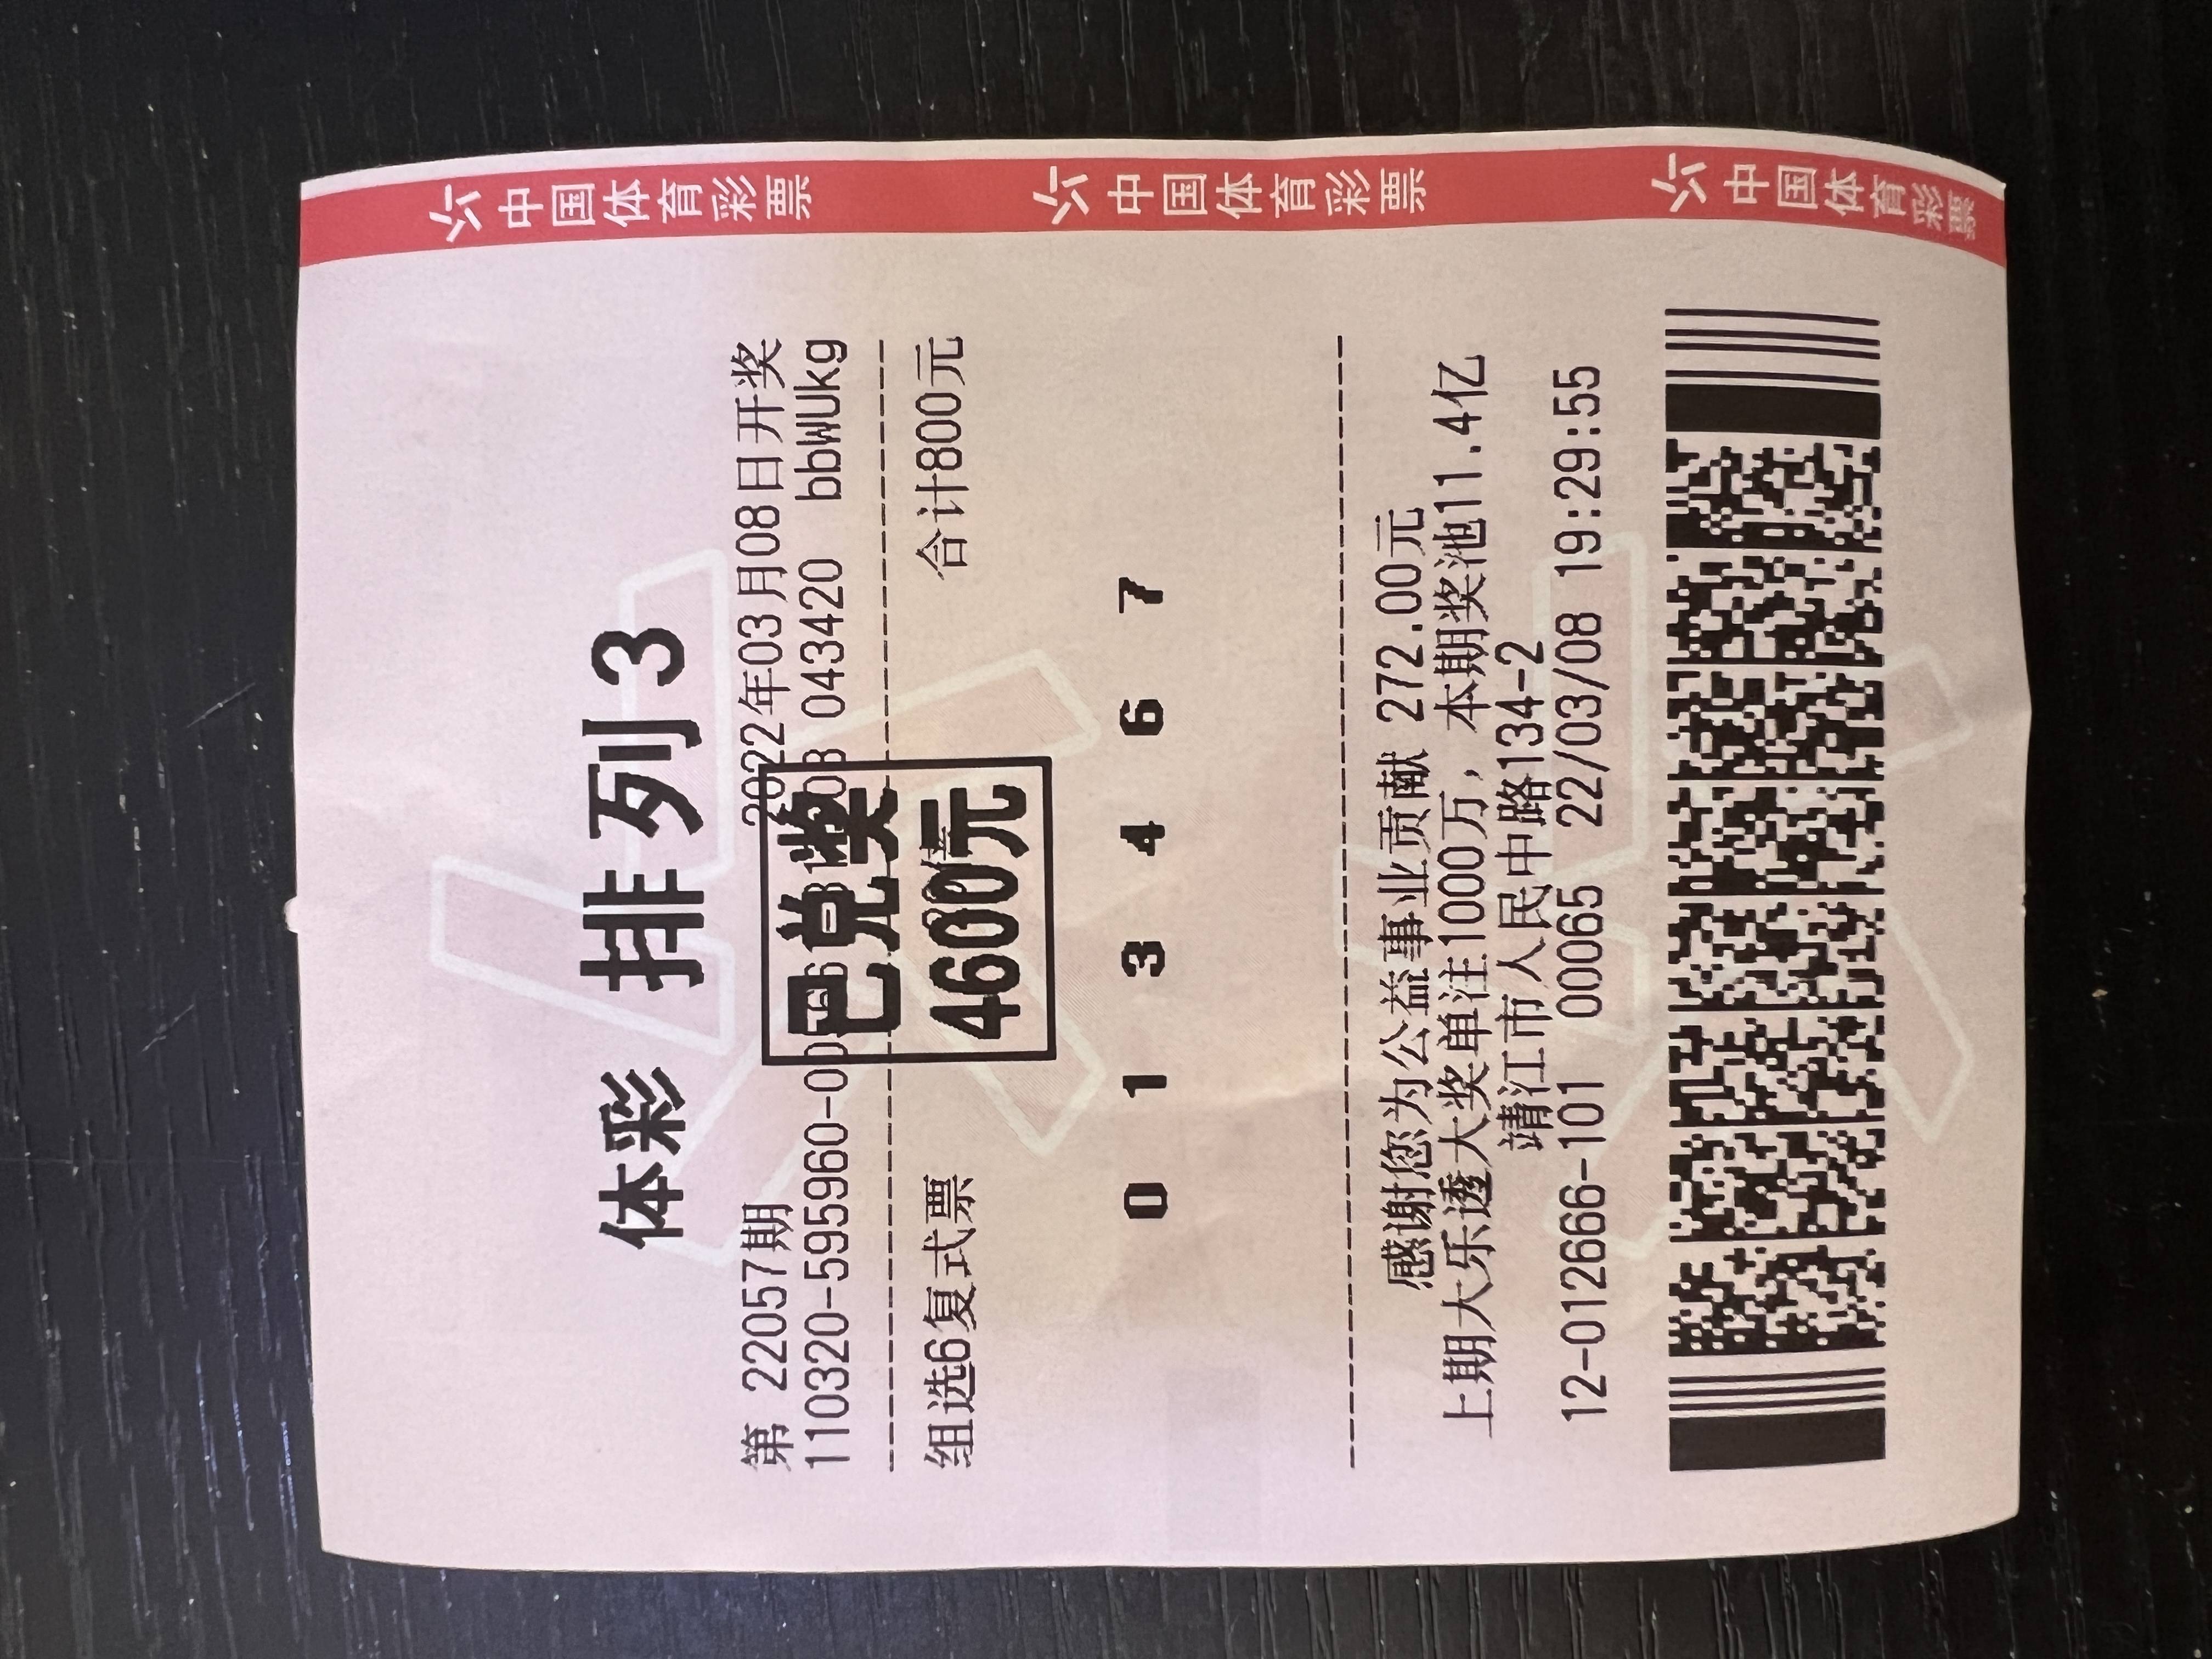 中国体育彩票 中国体育彩票 中国体育彩票
体彩 排列3
第 22057期 2022年03月08日开奖
110320-595960-00 043420 bbWUkg
已兑奖
组选6复式票 合计800元
4600元
0 1 3 4 6 7
感谢您为公益事业贡献 272.00元
上期大乐透大奖单注1000万，本期奖池11.4亿
靖江市人民中路134-2
12-012666-101 00065 22/03/08 19:29:55